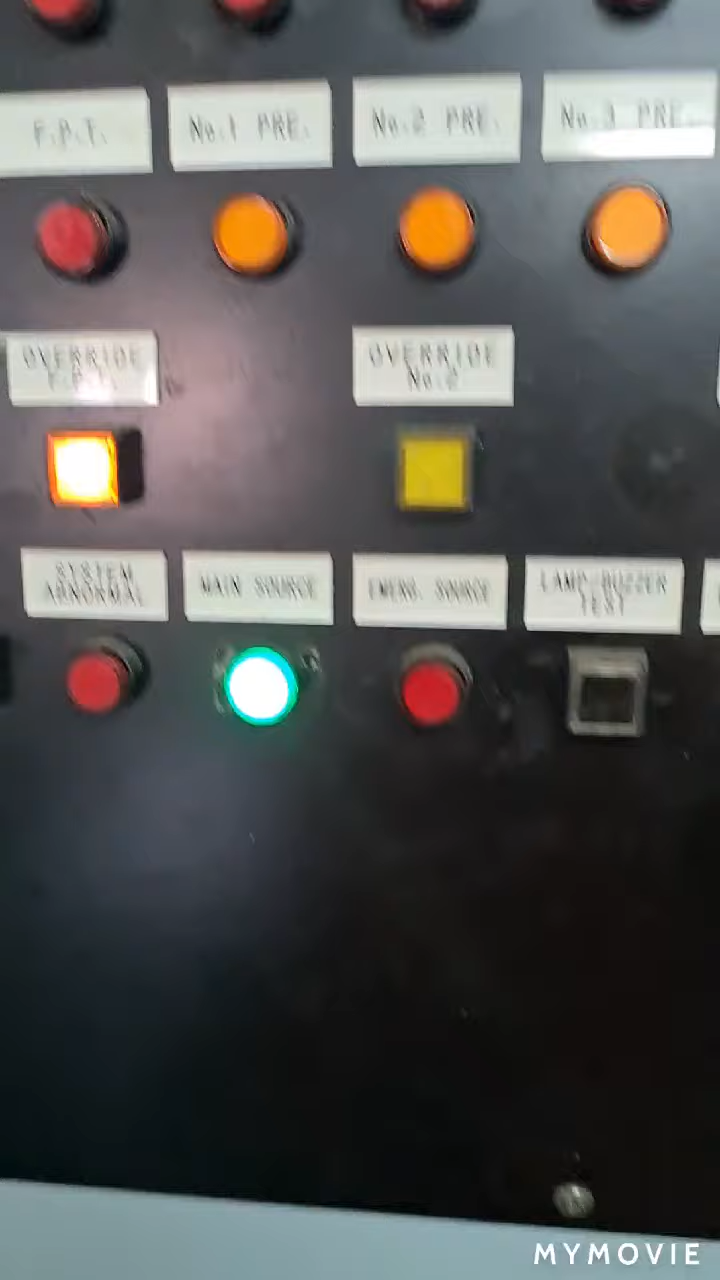 F.P.T.
No.1 PRE.
No.2 PRE.
No.3 PRE.
OVERRIDE
F.P.T.
OVERRIDE
No.2
SYSTEM
ABNORMAL
MAIN SOURCE
EMERG. SOURCE
LAMP/BUZZER
TEST
MYMOVIE